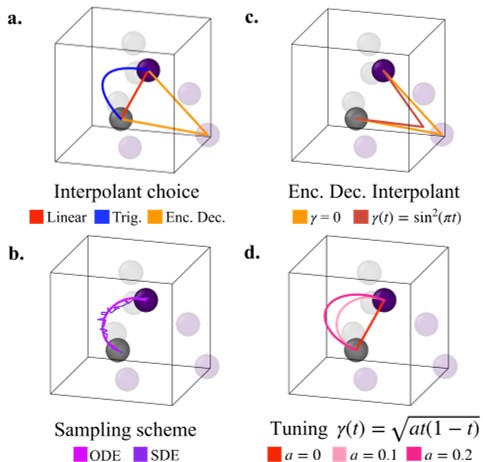 a.
Interpolant choice
Linear Trig. Enc. Dec.
c.
Enc. Dec. Interpolant
γ = 0 γ(t) = sin²(πt)
b.
Sampling scheme
ODE SDE
d.
Tuning γ(t) = √at(1 − t)
a = 0 a = 0.1 a = 0.2